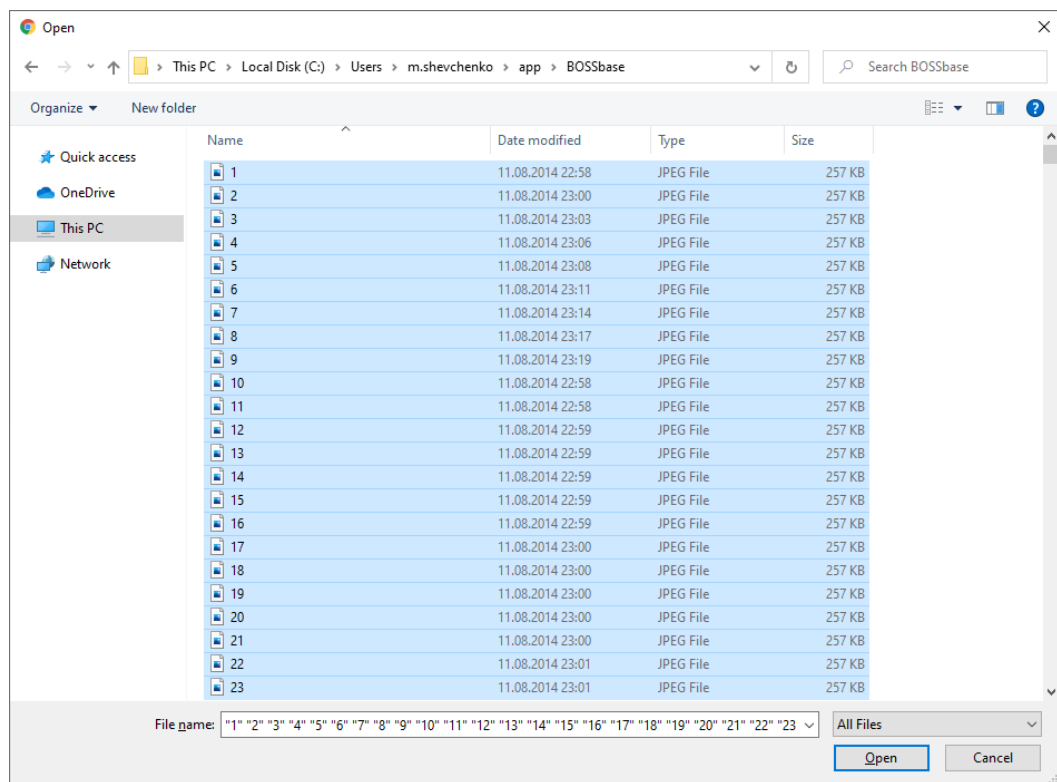 Open
This PC > Local Disk (C:) > Users > m.shevchenko > app > BOSSbase Search BOSSbase
Organize New folder
Name Date modified Type Size
Quick access
OneDrive
This PC
Network
1 11.08.2014 22:58 JPEG File 257 KB
2 11.08.2014 23:00 JPEG File 257 KB
3 11.08.2014 23:03 JPEG File 257 KB
4 11.08.2014 23:06 JPEG File 257 KB
5 11.08.2014 23:08 JPEG File 257 KB
6 11.08.2014 23:11 JPEG File 257 KB
7 11.08.2014 23:14 JPEG File 257 KB
8 11.08.2014 23:17 JPEG File 257 KB
9 11.08.2014 23:19 JPEG File 257 KB
10 11.08.2014 22:58 JPEG File 257 KB
11 11.08.2014 22:58 JPEG File 257 KB
12 11.08.2014 22:59 JPEG File 257 KB
13 11.08.2014 22:59 JPEG File 257 KB
14 11.08.2014 22:59 JPEG File 257 KB
15 11.08.2014 22:59 JPEG File 257 KB
16 11.08.2014 22:59 JPEG File 257 KB
17 11.08.2014 23:00 JPEG File 257 KB
18 11.08.2014 23:00 JPEG File 257 KB
19 11.08.2014 23:00 JPEG File 257 KB
20 11.08.2014 23:00 JPEG File 257 KB
21 11.08.2014 23:00 JPEG File 257 KB
22 11.08.2014 23:01 JPEG File 257 KB
23 11.08.2014 23:01 JPEG File 257 KB
File name: "1" "2" "3" "4" "5" "6" "7" "8" "9" "10" "11" "12" "13" "14" "15" "16" "17" "18" "19" "20" "21" "22" "23 All Files
Open Cancel